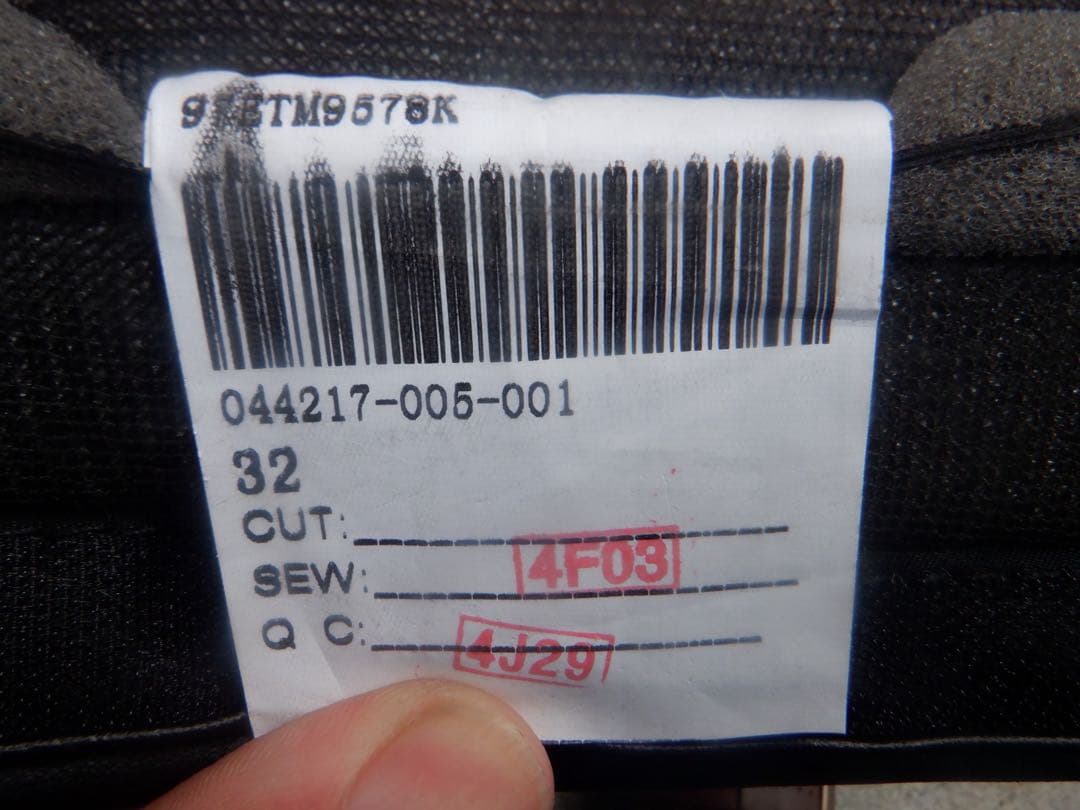 044217-005-001
32
CUT:
SEW: 4F03
Q C: 4J29